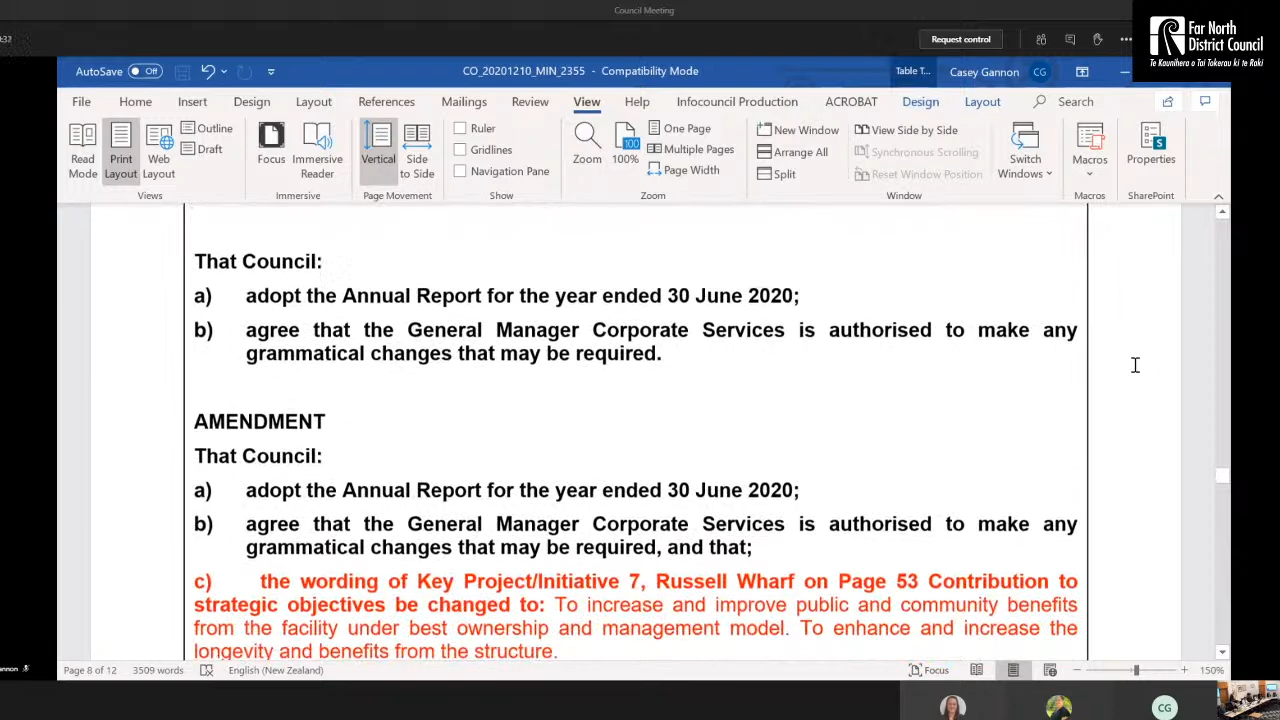 Council Meeting
:32
Request control
Far North
District Council
Te Kaunihera o Tai Tokerau ki te Raki
AutoSave Off
CO_20201210_MIN_2355 - Compatibility Mode
Table T...
Casey Gannon CG
File Home Insert Design Layout References Mailings Review View Help Infocouncil Production ACROBAT Design Layout Search
Read Mode
Print Layout
Web Layout
Outline
Draft
Views
Focus
Immersive Reader
Immersive
Vertical
Side to Side
Page Movement
Ruler
Gridlines
Navigation Pane
Show
Zoom
100
100%
One Page
Multiple Pages
Page Width
Zoom
New Window
Arrange All
Split
View Side by Side
Synchronous Scrolling
Reset Window Position
Switch Windows
Window
Macros
Macros
Properties
SharePoint
That Council:
a) adopt the Annual Report for the year ended 30 June 2020;
b) agree that the General Manager Corporate Services is authorised to make any
grammatical changes that may be required.
AMENDMENT
That Council:
a) adopt the Annual Report for the year ended 30 June 2020;
b) agree that the General Manager Corporate Services is authorised to make any
grammatical changes that may be required, and that;
c) the wording of Key Project/Initiative 7, Russell Wharf on Page 53 Contribution to
strategic objectives be changed to: To increase and improve public and community benefits
from the facility under best ownership and management model. To enhance and increase the
longevity and benefits from the structure.
annon
Page 8 of 12 3509 words English (New Zealand) Focus 150%
CG